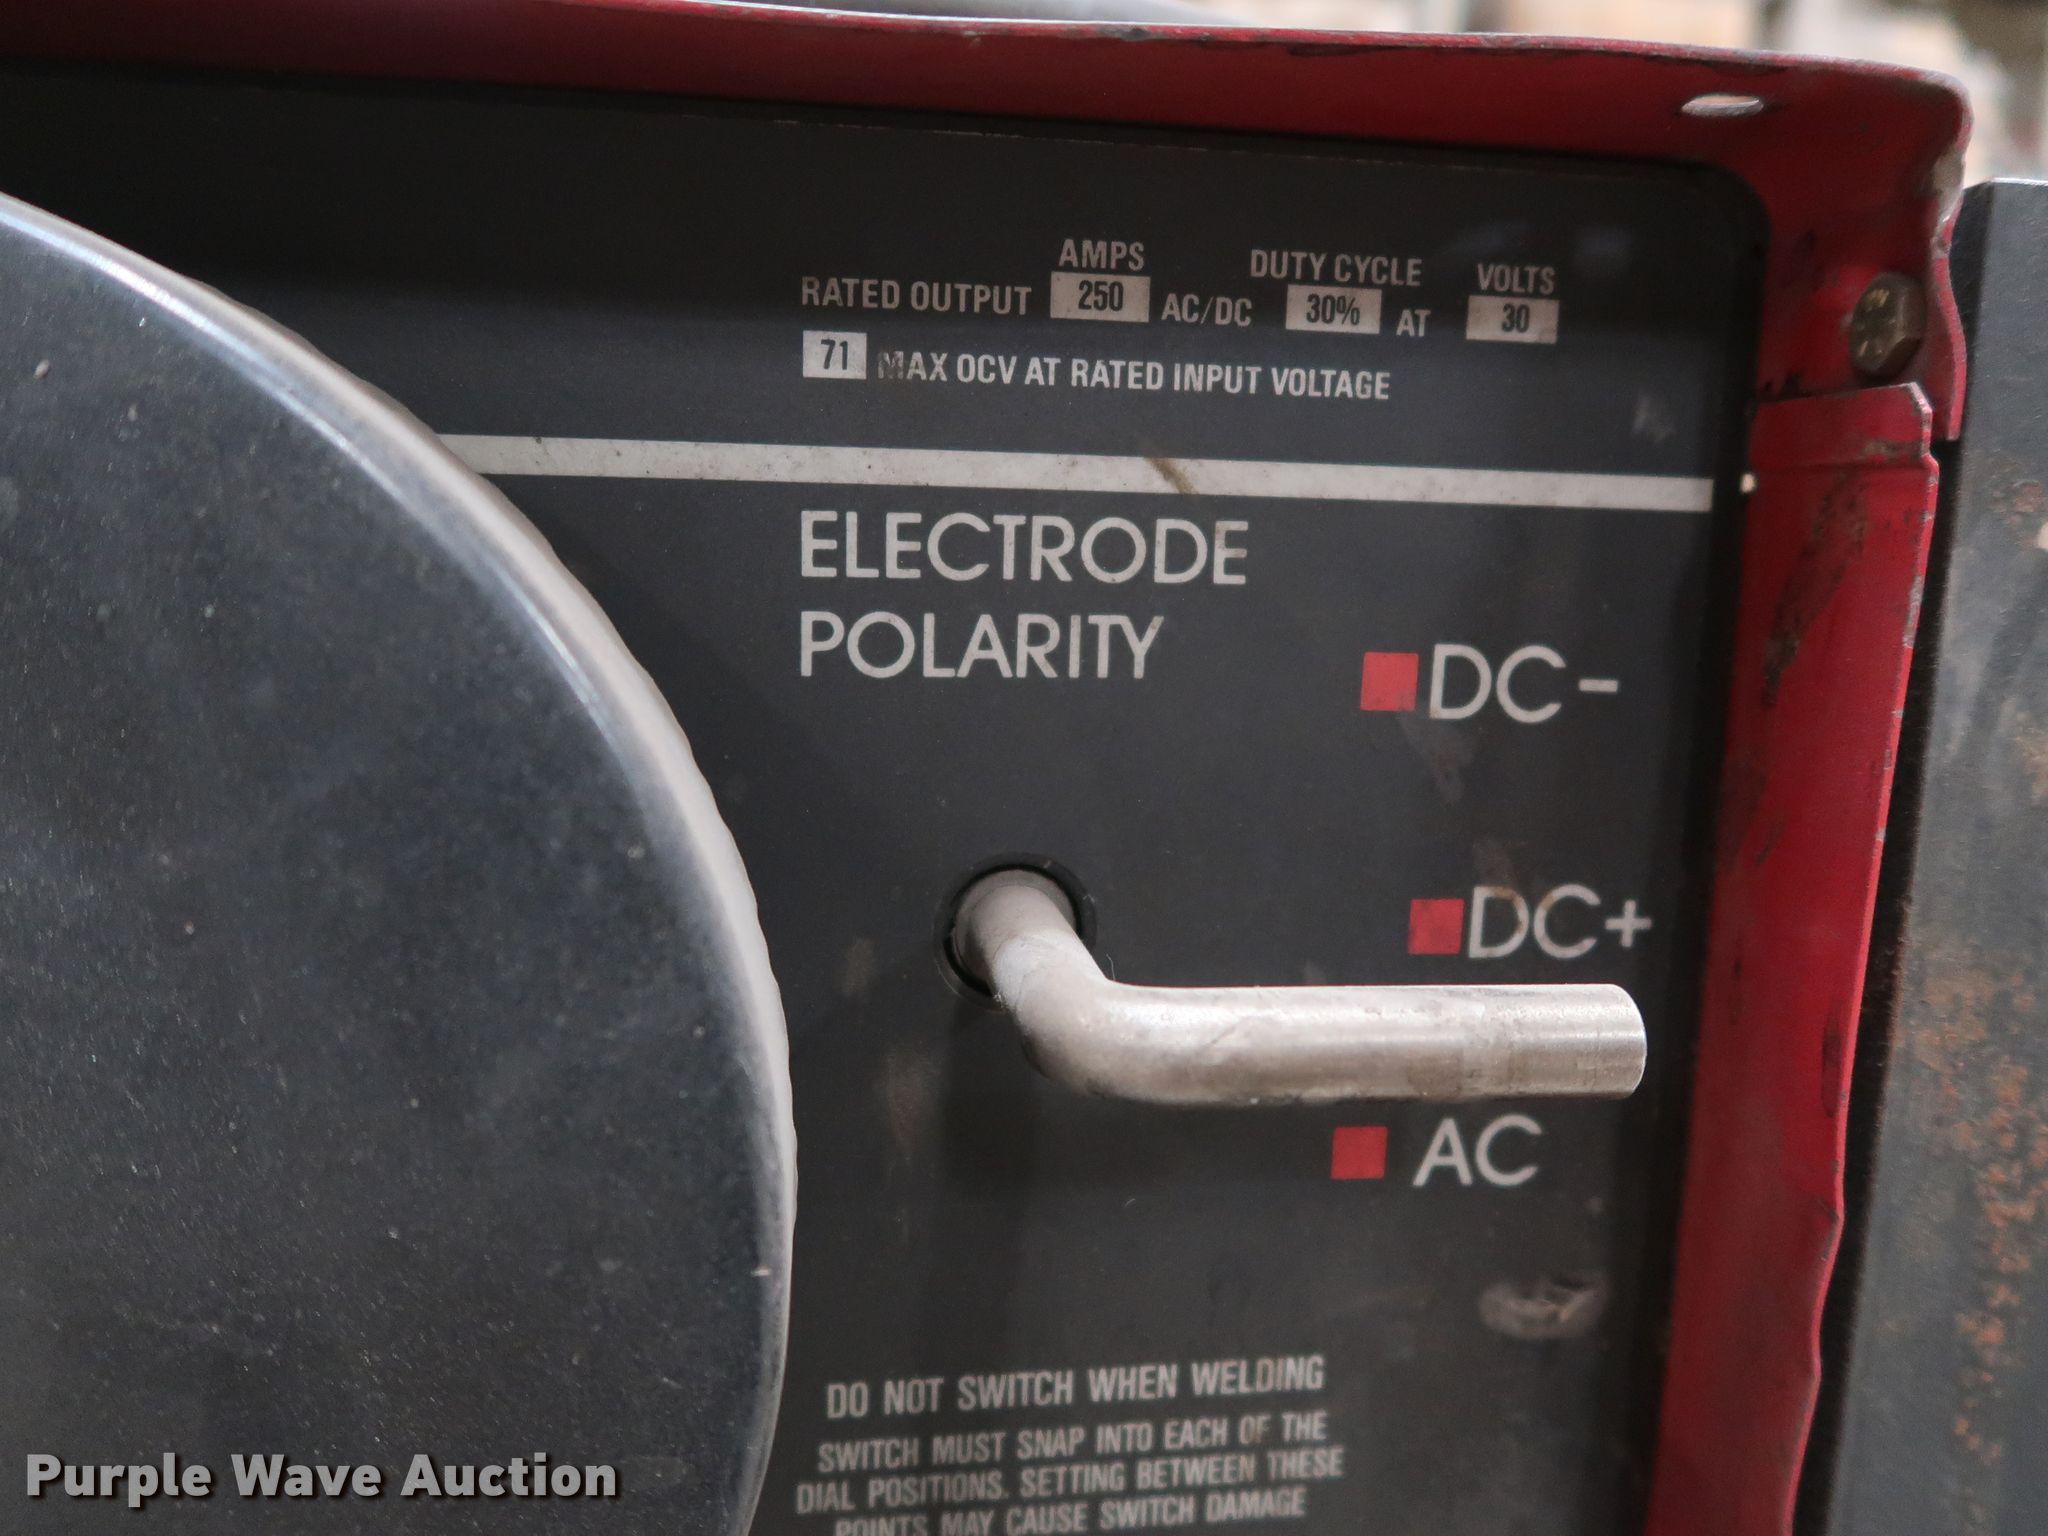 AMPS DUTY CYCLE VOLTS
RATED OUTPUT 250 AC/DC 30% AT 30
71 MAX OCV AT RATED INPUT VOLTAGE
ELECTRODE
POLARITY
DC-
DC+
AC
DO NOT SWITCH WHEN WELDING
SWITCH MUST SNAP INTO EACH OF THE
DIAL POSITIONS. SETTING BETWEEN THESE
POINTS MAY CAUSE SWITCH DAMAGE
Purple Wave Auction